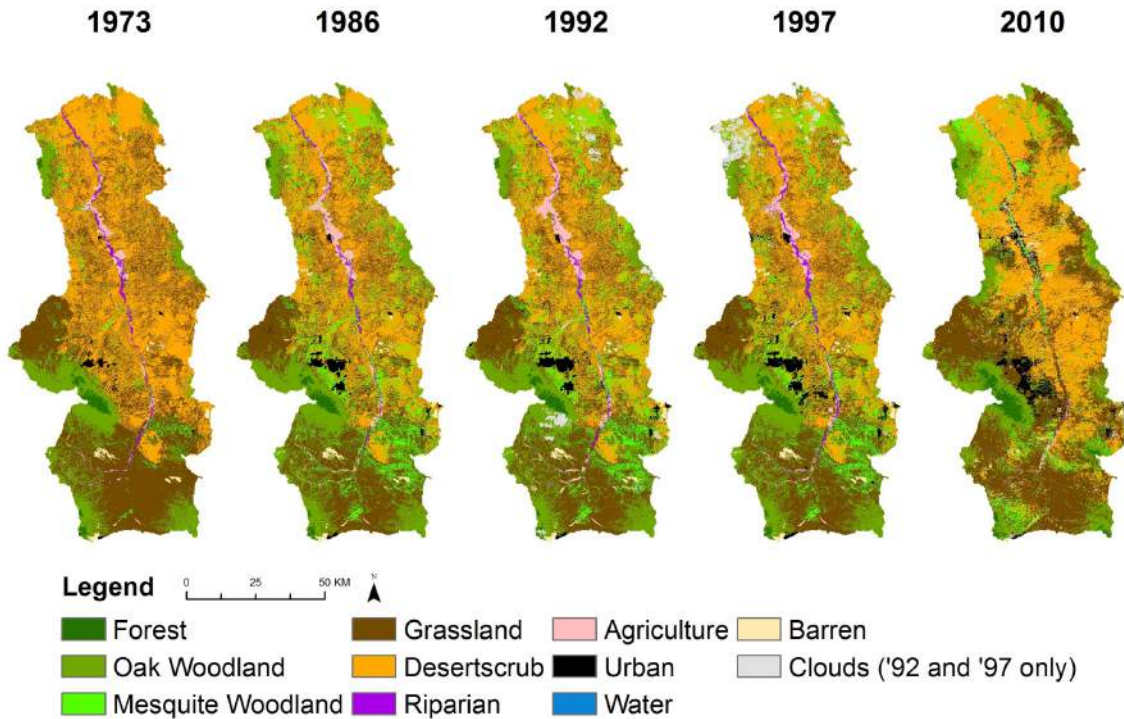 1973 1986 1992 1997 2010
Legend 0 25 50 KM N
Forest Grassland Agriculture Barren
Oak Woodland Desertscrub Urban Clouds ('92 and '97 only)
Mesquite Woodland Riparian Water